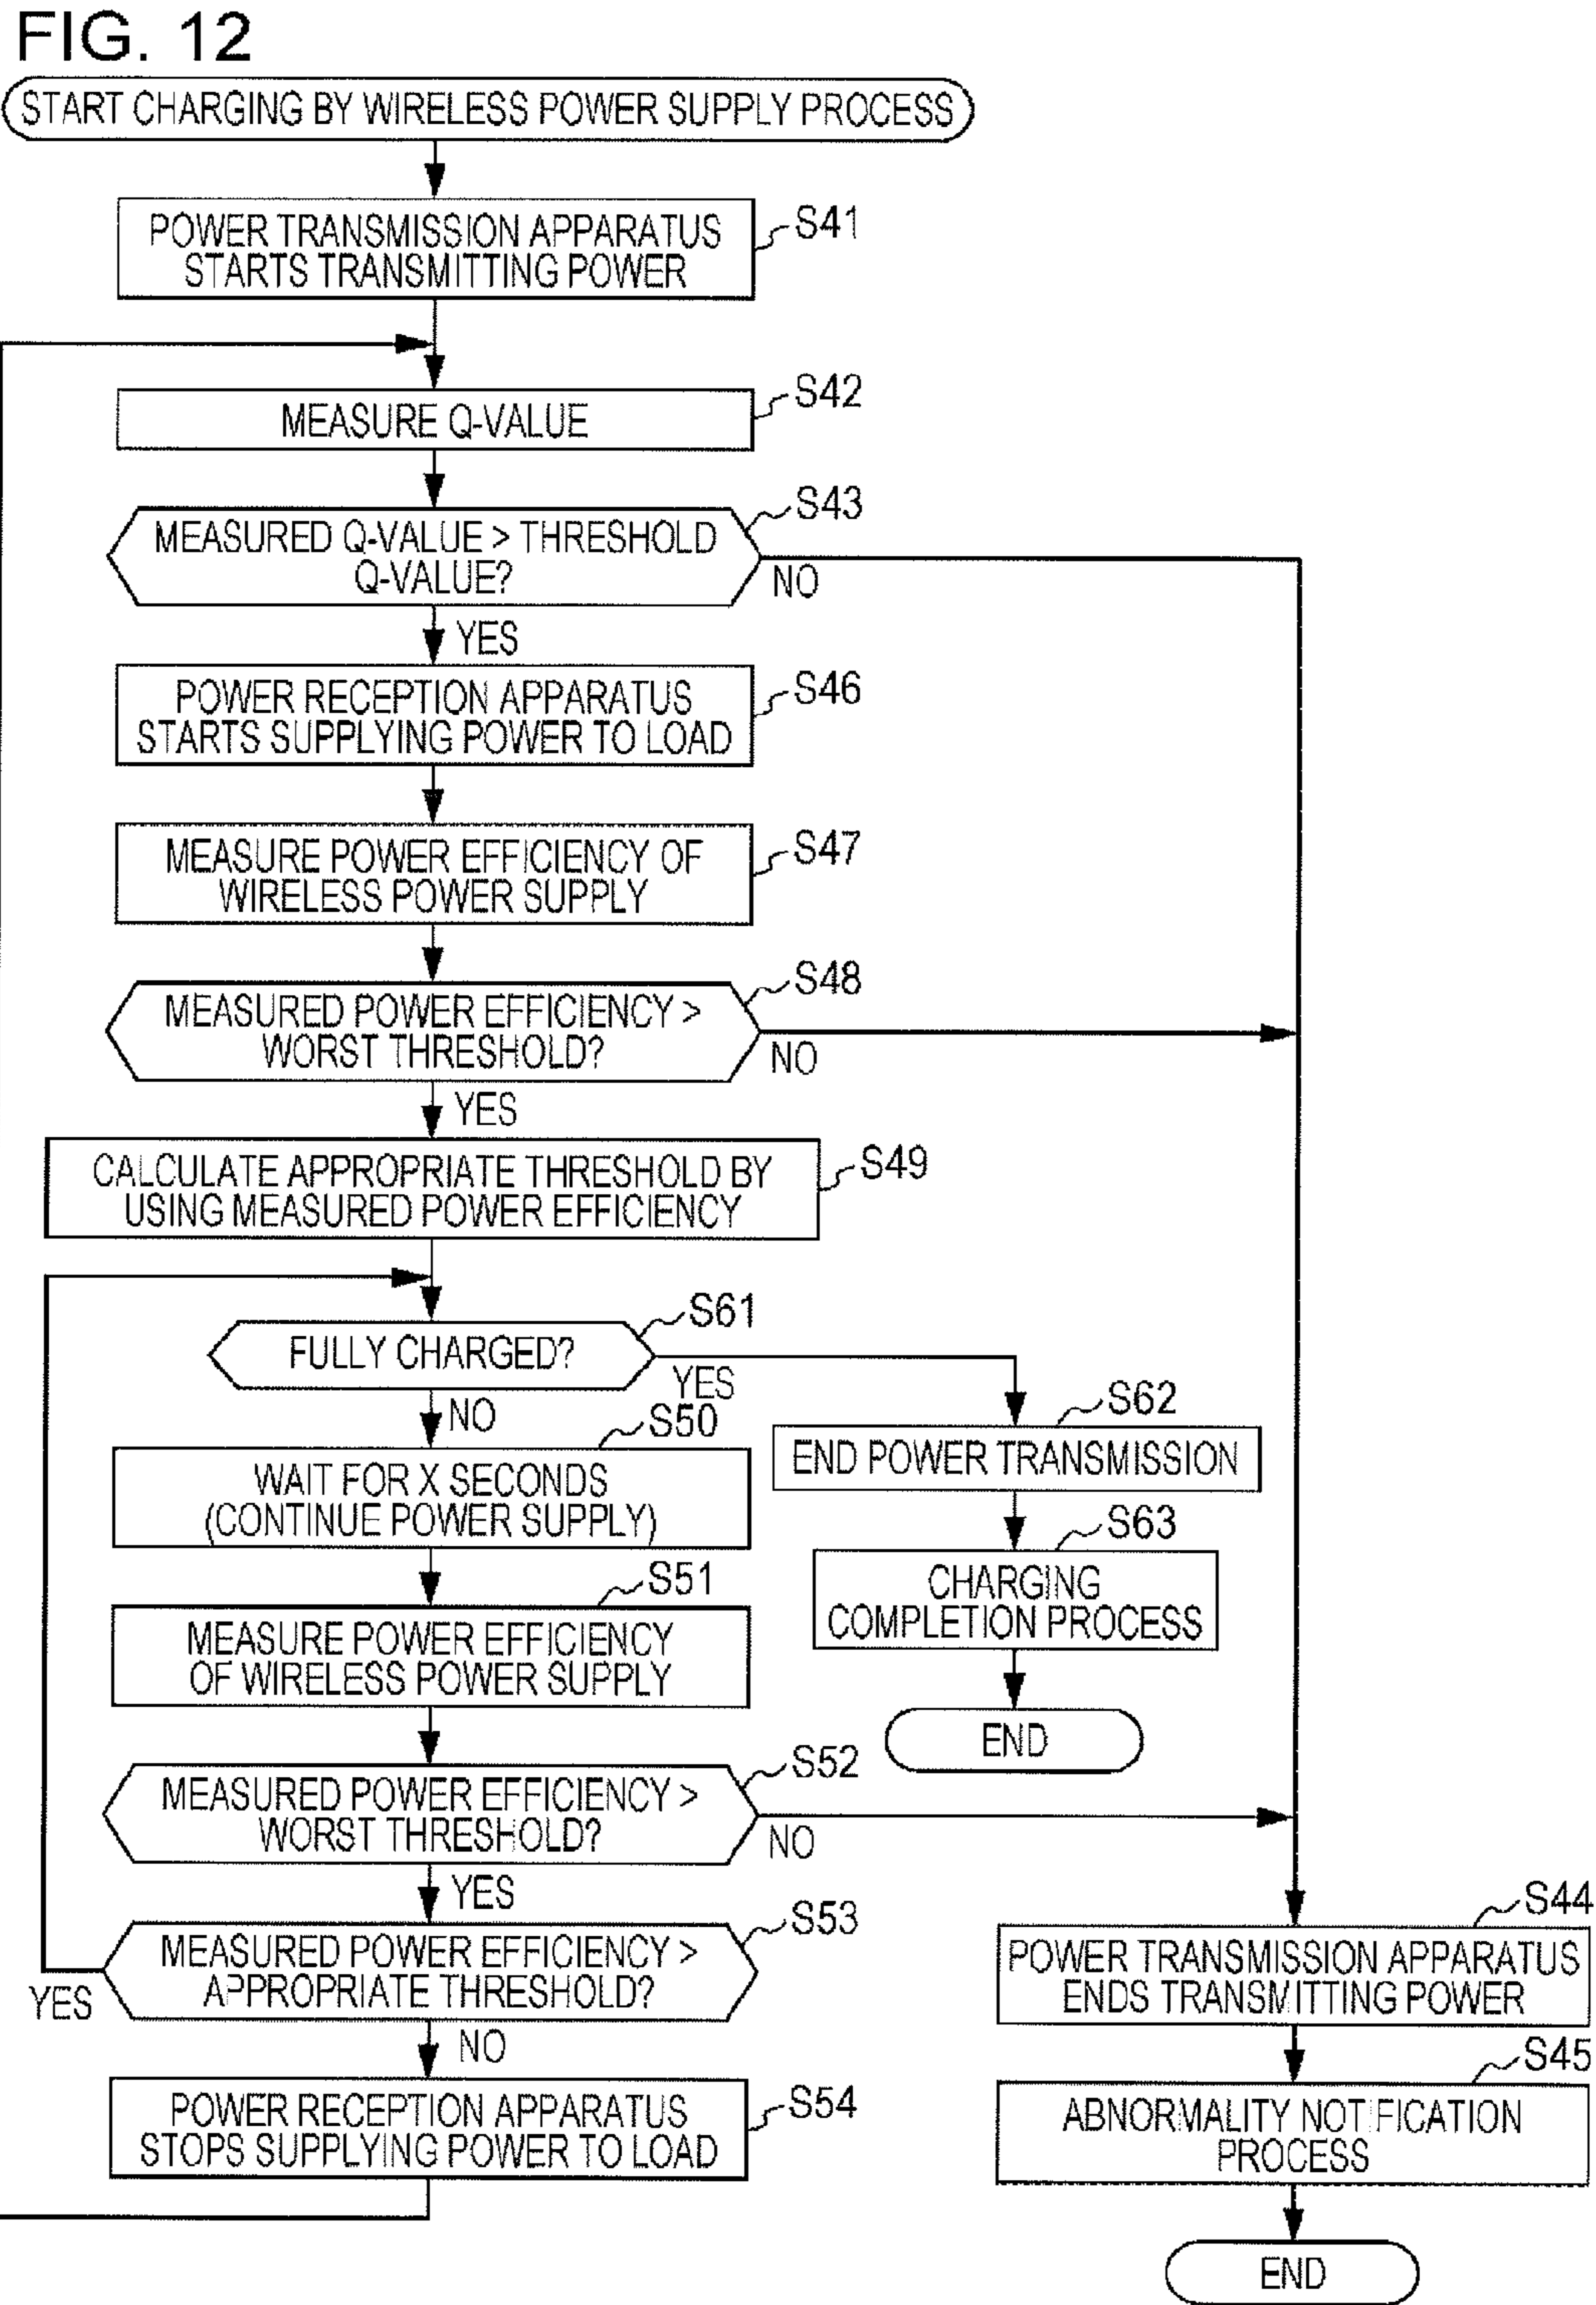 FIG. 12
START CHARGING BY WIRELESS POWER SUPPLY PROCESS
POWER TRANSMISSION APPARATUS
STARTS TRANSMITTING POWER
S41
MEASURE Q-VALUE
S42
MEASURED Q-VALUE > THRESHOLD
Q-VALUE?
S43
NO
YES
POWER RECEPTION APPARATUS
STARTS SUPPLYING POWER TO LOAD
S46
MEASURE POWER EFFICIENCY OF
WIRELESS POWER SUPPLY
S47
MEASURED POWER EFFICIENCY >
WORST THRESHOLD?
S48
NO
YES
CALCULATE APPROPRIATE THRESHOLD BY
USING MEASURED POWER EFFICIENCY
S49
FULLY CHARGED?
S61
YES
NO
S50
WAIT FOR X SECONDS
(CONTINUE POWER SUPPLY)
S62
END POWER TRANSMISSION
S63
CHARGING
COMPLETION PROCESS
END
S51
MEASURE POWER EFFICIENCY
OF WIRELESS POWER SUPPLY
S52
MEASURED POWER EFFICIENCY >
WORST THRESHOLD?
NO
YES
S53
MEASURED POWER EFFICIENCY >
APPROPRIATE THRESHOLD?
YES
NO
POWER RECEPTION APPARATUS
STOPS SUPPLYING POWER TO LOAD
S54
S44
POWER TRANSMISSION APPARATUS
ENDS TRANSMITTING POWER
S45
ABNORMALITY NOTIFICATION
PROCESS
END